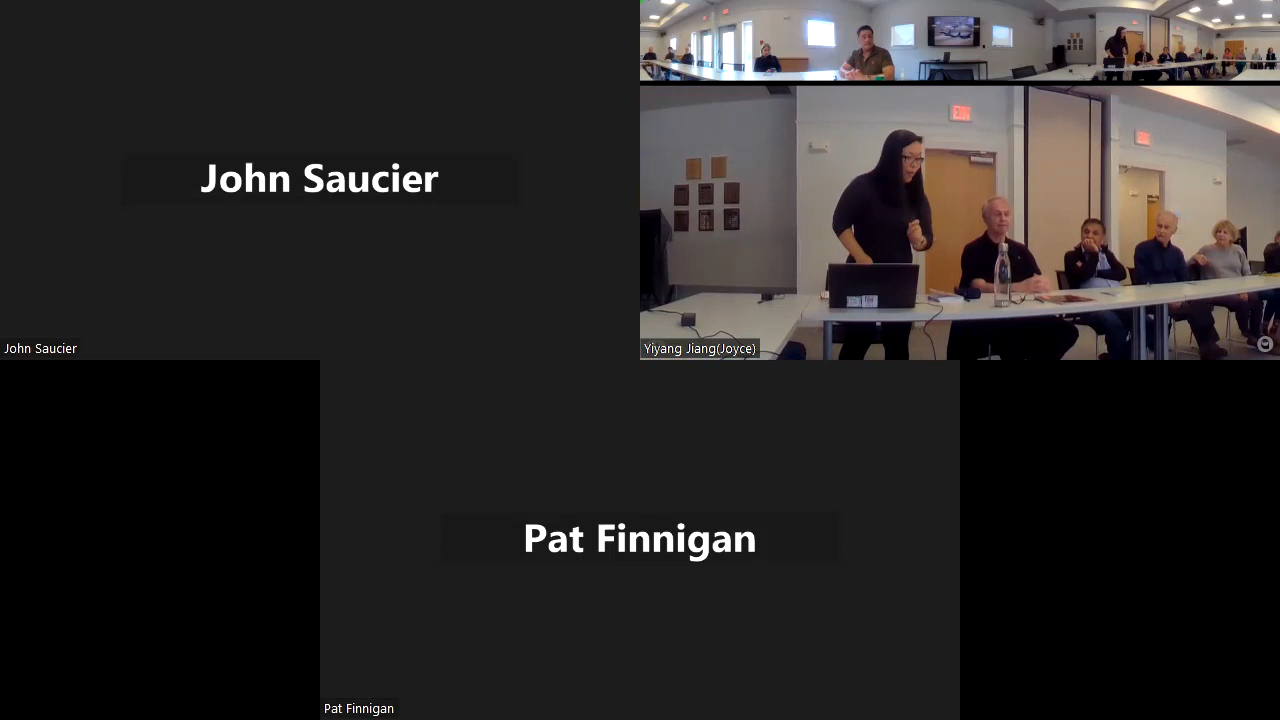 John Saucier
John Saucier
EXIT
EXIT
Yiyang Jiang(Joyce)
Pat Finnigan
Pat Finnigan